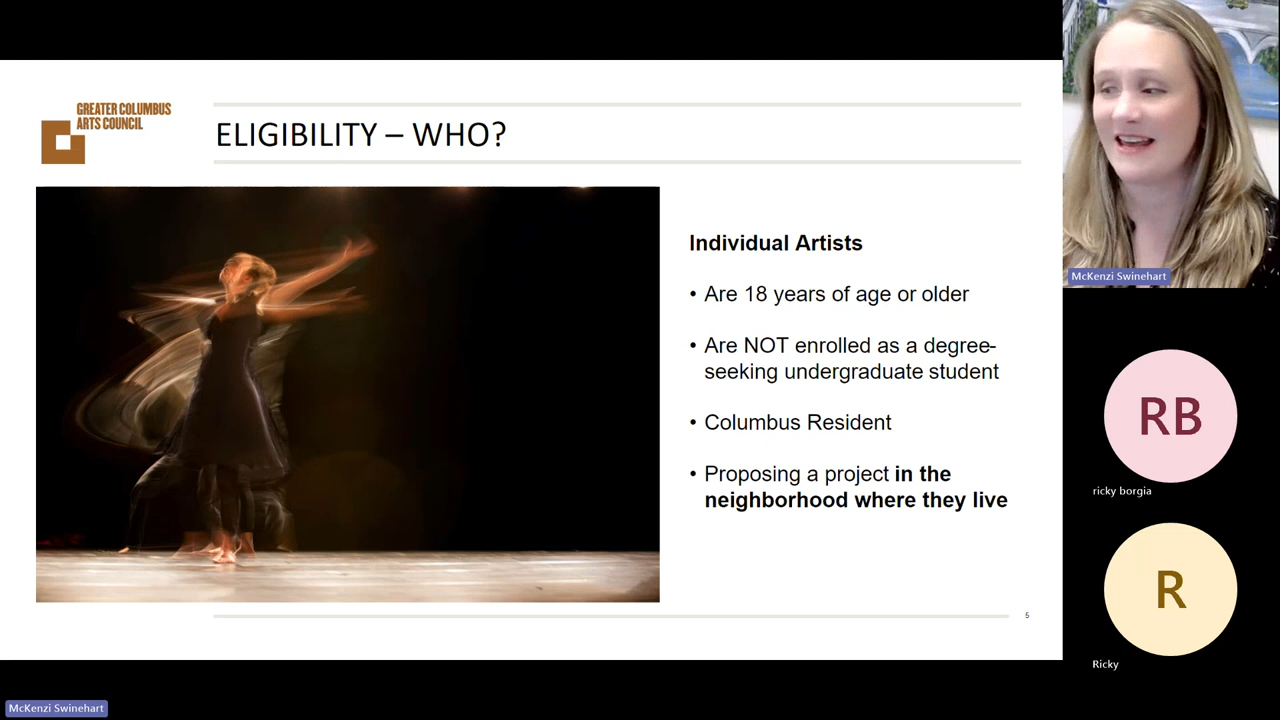 GREATER COLUMBUS
ARTS COUNCIL
ELIGIBILITY – WHO?
Individual Artists
• Are 18 years of age or older
• Are NOT enrolled as a degree-
seeking undergraduate student
• Columbus Resident
• Proposing a project in the
neighborhood where they live
5
McKenzi Swinehart
RB
ricky borgia
R
Ricky
McKenzi Swinehart